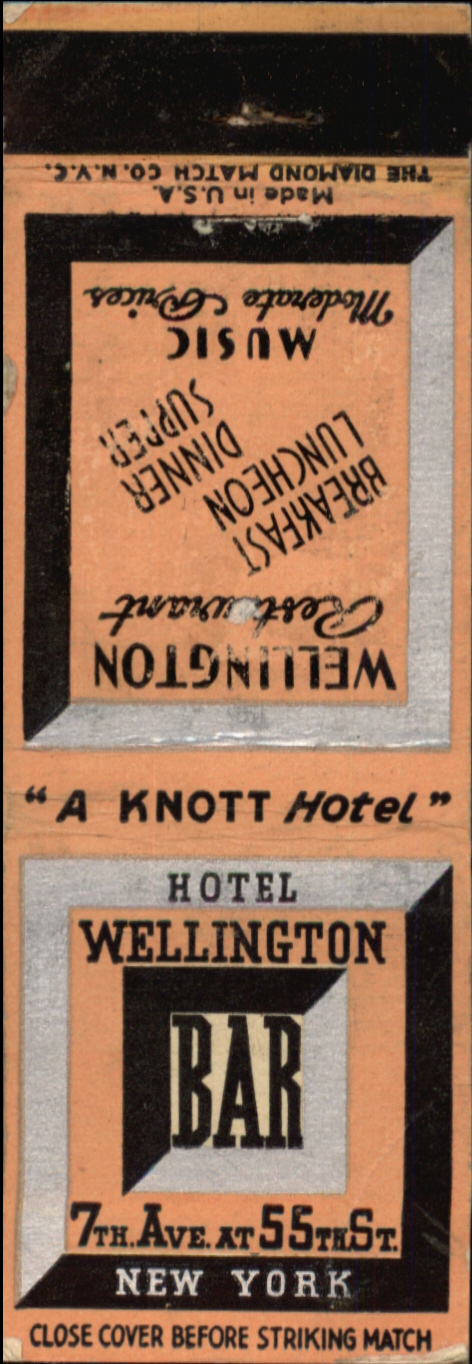 THE DIAMOND MATCH CO. N.Y.C.
Made in U.S.A.
WELLINGTON
Restaurant
BREAKFAST
LUNCHEON
DINNER
SUPPER
MUSIC
Moderate Prices
"A KNOTT Hotel"
HOTEL
WELLINGTON
BAR
7TH. AVE. AT 55TH ST.
NEW YORK
CLOSE COVER BEFORE STRIKING MATCH